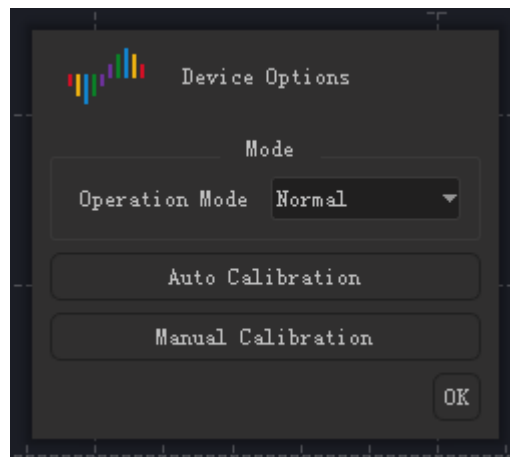 Device Options
Mode
Operation Mode Normal
Auto Calibration
Manual Calibration
OK